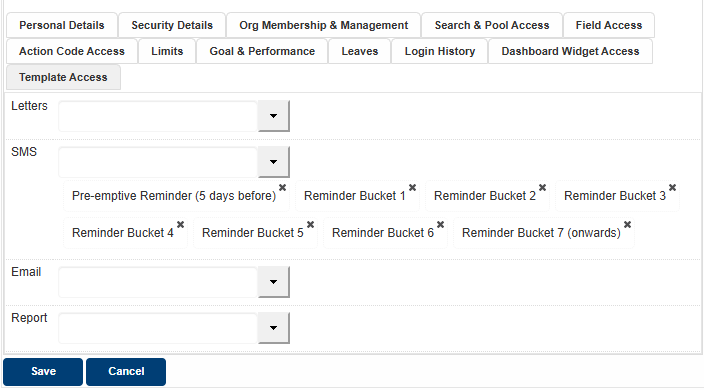 Personal Details Security Details Org Membership & Management Search & Pool Access Field Access
Action Code Access Limits Goal & Performance Leaves Login History Dashboard Widget Access
Template Access
Letters
SMS
Pre-emptive Reminder (5 days before) Reminder Bucket 1 Reminder Bucket 2 Reminder Bucket 3
Reminder Bucket 4 Reminder Bucket 5 Reminder Bucket 6 Reminder Bucket 7 (onwards)
Email
Report
Save Cancel